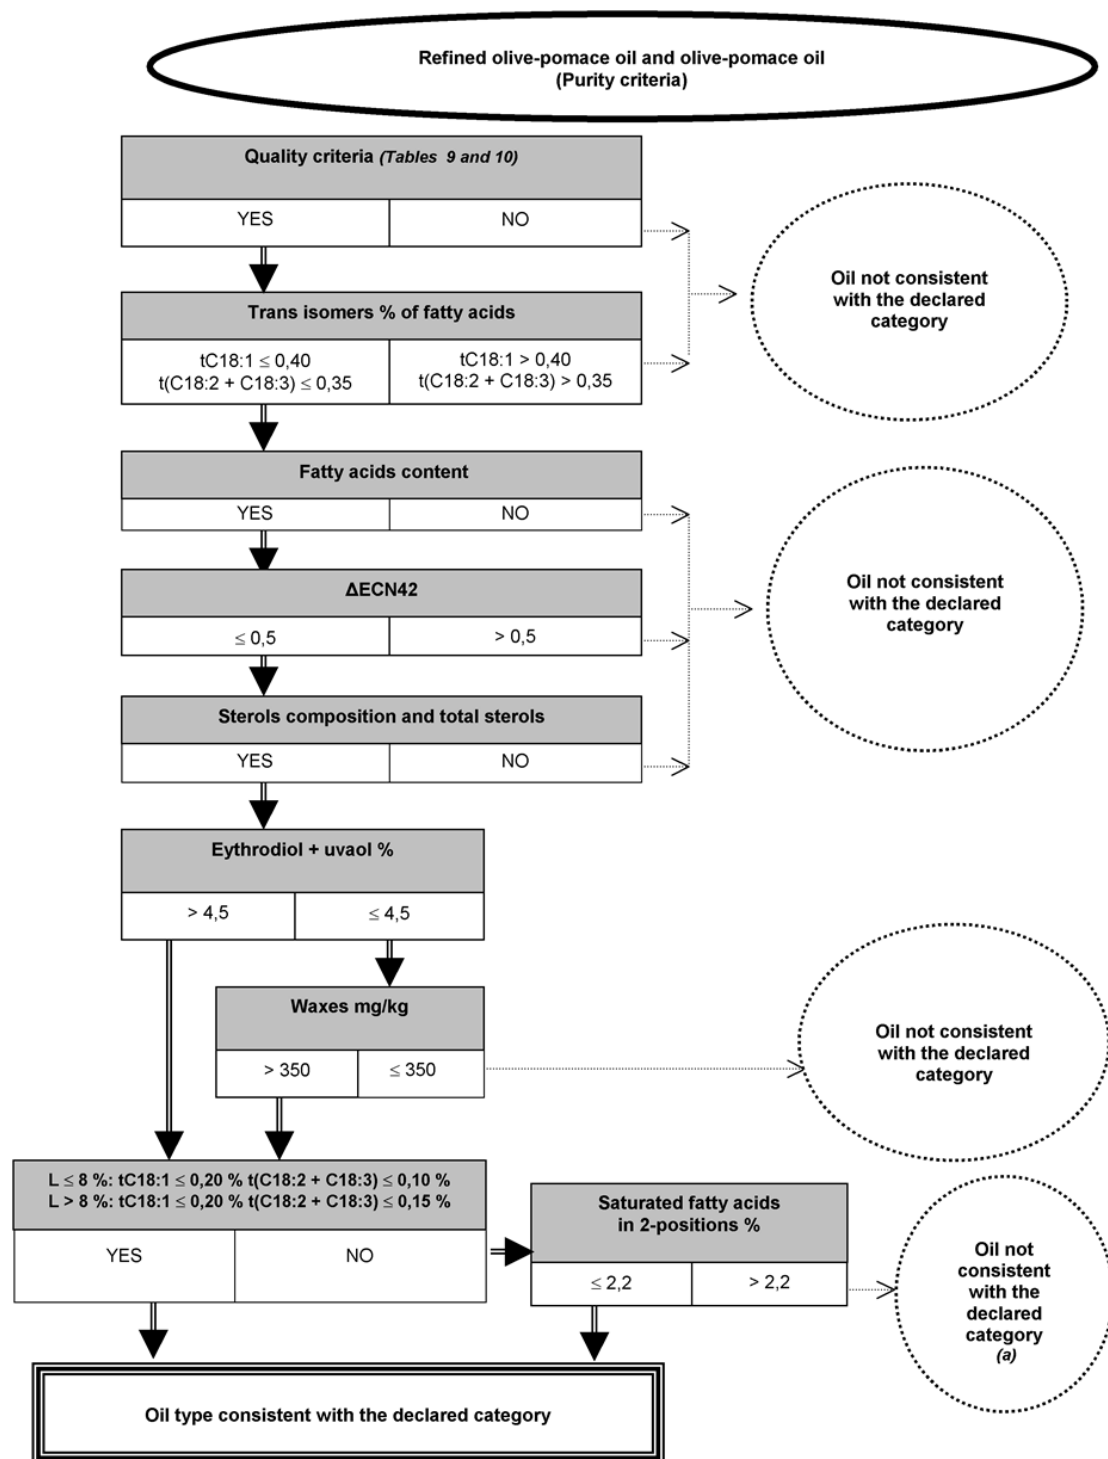 Refined olive-pomace oil and olive-pomace oil
(Purity criteria)
Quality criteria (Tables 9 and 10)
YES
NO
Oil not consistent
with the declared
category
Trans isomers % of fatty acids
tC18:1 ≤ 0,40
t(C18:2 + C18:3) ≤ 0,35
tC18:1 > 0,40
t(C18:2 + C18:3) > 0,35
Fatty acids content
YES
NO
Oil not consistent
with the declared
category
ΔECN42
≤ 0,5
> 0,5
Sterols composition and total sterols
YES
NO
Eythrodiol + uvaol %
> 4,5
≤ 4,5
Waxes mg/kg
> 350
≤ 350
Oil not consistent
with the declared
category
L ≤ 8 %: tC18:1 ≤ 0,20 % t(C18:2 + C18:3) ≤ 0,10 %
L > 8 %: tC18:1 ≤ 0,20 % t(C18:2 + C18:3) ≤ 0,15 %
YES
NO
Saturated fatty acids
in 2-positions %
≤ 2,2
> 2,2
Oil not
consistent
with the
declared
category
(a)
Oil type consistent with the declared category